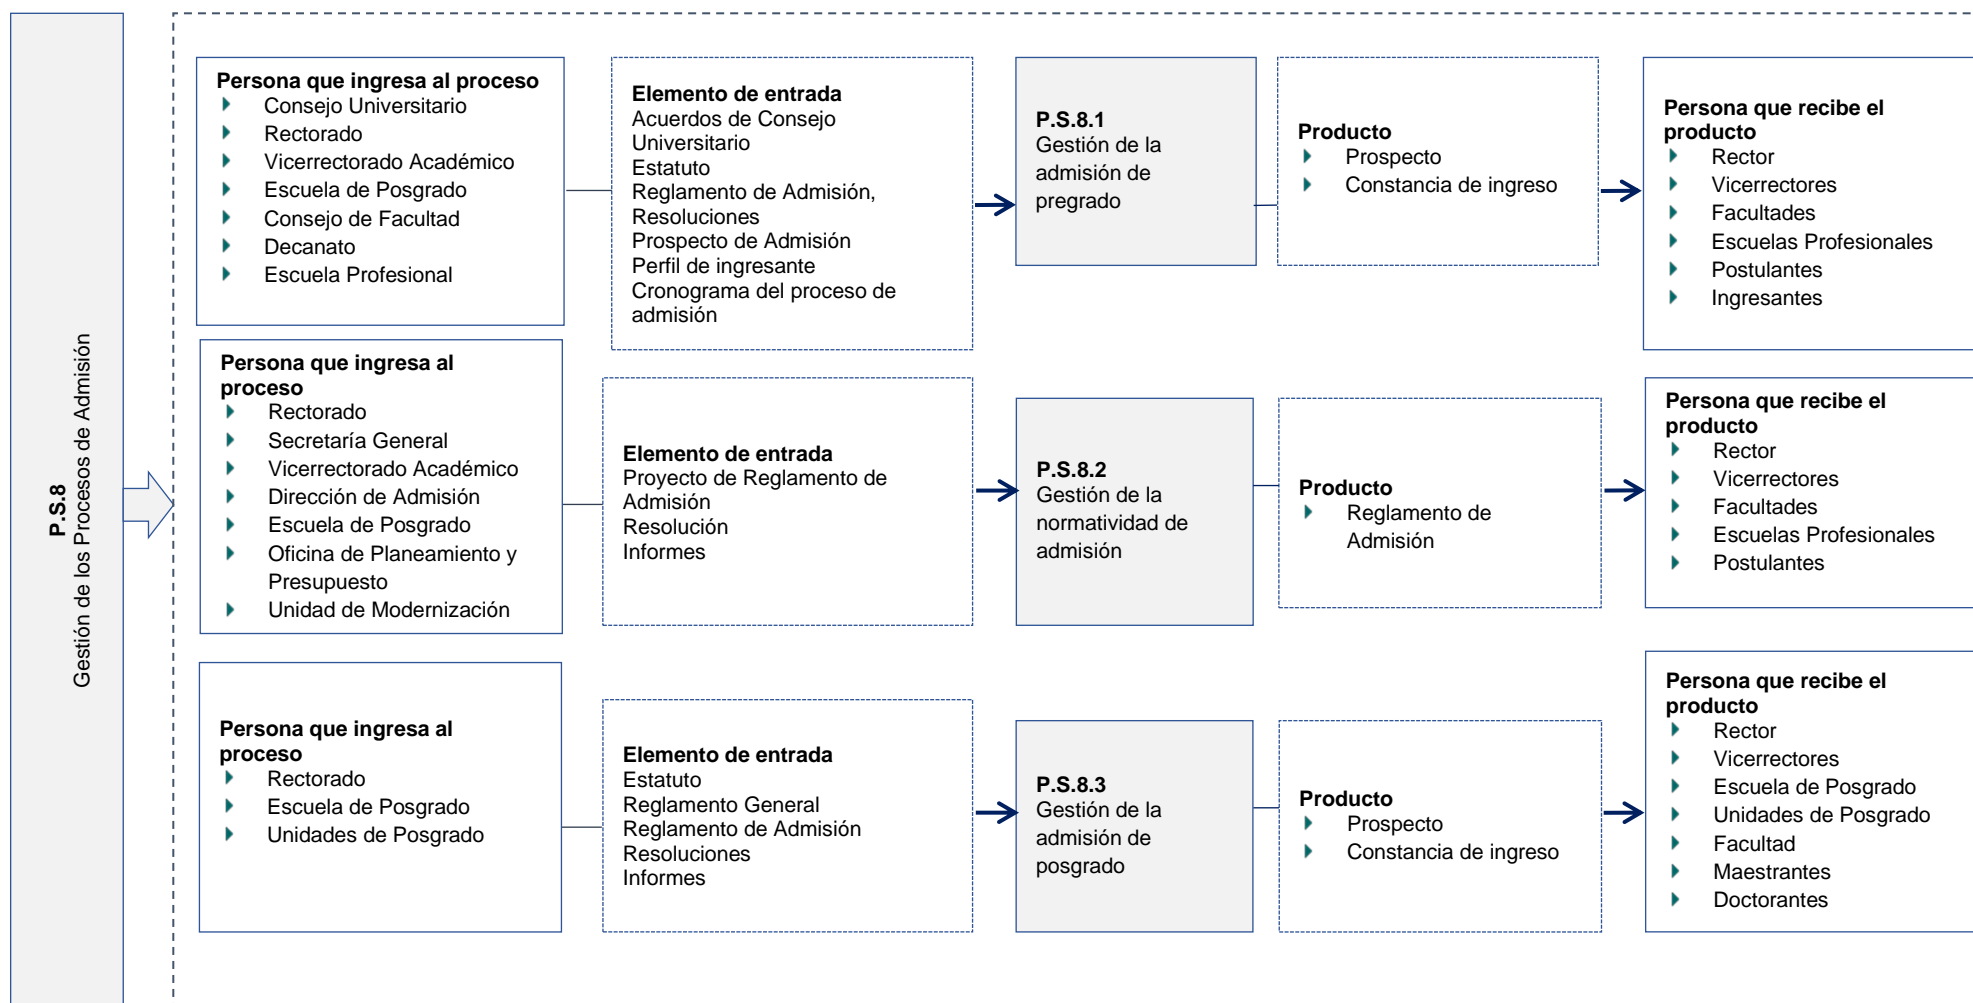 P.S.8
Gestión de los Procesos de Admisión
Persona que ingresa al proceso
Consejo Universitario
Rectorado
Vicerrectorado Académico
Escuela de Posgrado
Consejo de Facultad
Decanato
Escuela Profesional
Elemento de entrada
Acuerdos de Consejo
Universitario
Estatuto
Reglamento de Admisión,
Resoluciones
Prospecto de Admisión
Perfil de ingresante
Cronograma del proceso de
admisión
P.S.8.1
Gestión de la
admisión de
pregrado
Producto
Prospecto
Constancia de ingreso
Persona que recibe el
producto
Rector
Vicerrectores
Facultades
Escuelas Profesionales
Postulantes
Ingresantes
Persona que ingresa al
proceso
Rectorado
Secretaría General
Vicerrectorado Académico
Dirección de Admisión
Escuela de Posgrado
Oficina de Planeamiento y
Presupuesto
Unidad de Modernización
Elemento de entrada
Proyecto de Reglamento de
Admisión
Resolución
Informes
P.S.8.2
Gestión de la
normatividad de
admisión
Producto
Reglamento de
Admisión
Persona que recibe el
producto
Rector
Vicerrectores
Facultades
Escuelas Profesionales
Postulantes
Persona que ingresa al
proceso
Rectorado
Escuela de Posgrado
Unidades de Posgrado
Elemento de entrada
Estatuto
Reglamento General
Reglamento de Admisión
Resoluciones
Informes
P.S.8.3
Gestión de la
admisión de
posgrado
Producto
Prospecto
Constancia de ingreso
Persona que recibe el
producto
Rector
Vicerrectores
Escuela de Posgrado
Unidades de Posgrado
Facultad
Maestrantes
Doctorantes